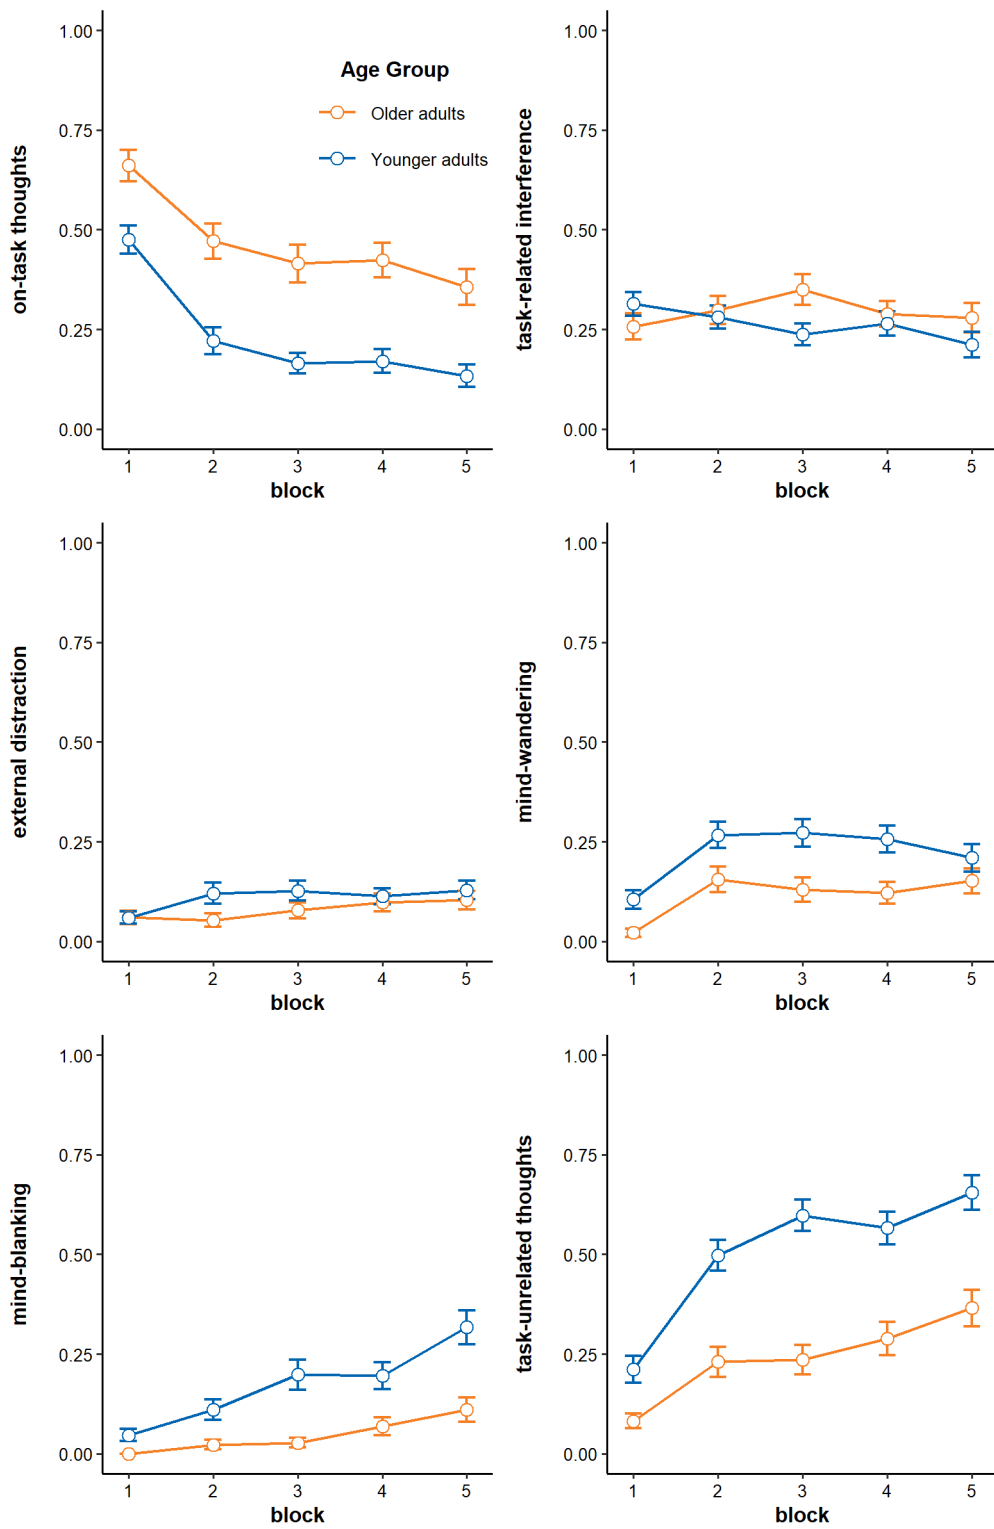 on-task thoughts
1.00
0.75
0.50
0.25
0.00
Age Group
Older adults
Younger adults
1 2 3 4 5
block
task-related interference
1.00
0.75
0.50
0.25
0.00
1 2 3 4 5
block
external distraction
1.00
0.75
0.50
0.25
0.00
1 2 3 4 5
block
mind-wandering
1.00
0.75
0.50
0.25
0.00
1 2 3 4 5
block
mind-blanking
1.00
0.75
0.50
0.25
0.00
1 2 3 4 5
block
task-unrelated thoughts
1.00
0.75
0.50
0.25
0.00
1 2 3 4 5
block